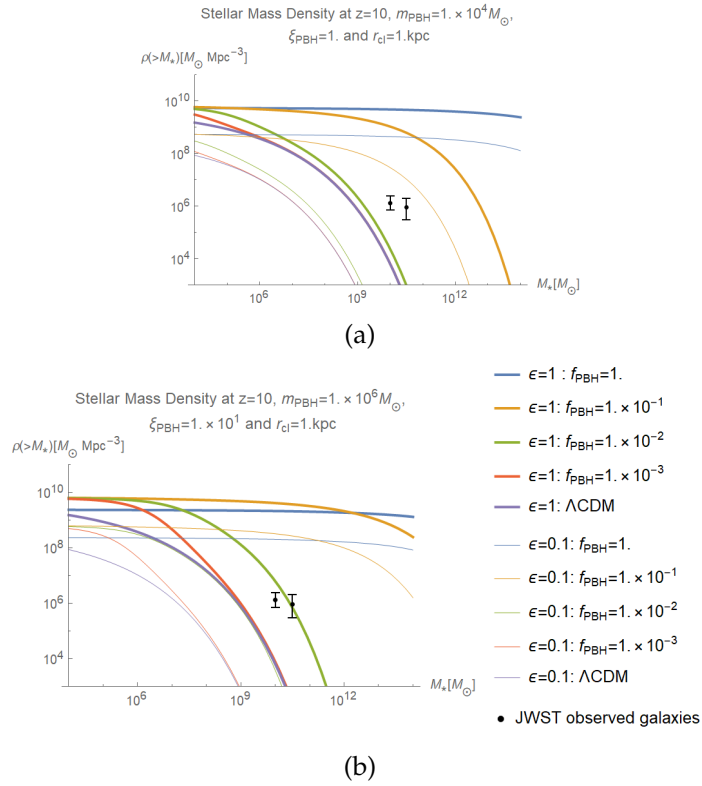 Stellar Mass Density at z=10, m_PBH=1. × 10^4 M_⊙,
ξ_PBH=1. and r_cl=1.kpc
ρ(>M_*)[M_⊙ Mpc^-3]
10^10
10^8
10^6
10^4
10^6
10^9
10^12
M_*[M_⊙]
(a)
Stellar Mass Density at z=10, m_PBH=1. × 10^6 M_⊙,
ξ_PBH=1. × 10^1 and r_cl=1.kpc
ρ(>M_*)[M_⊙ Mpc^-3]
10^10
10^8
10^6
10^4
10^6
10^9
10^12
M_*[M_⊙]
ϵ=1 : f_PBH=1.
ϵ=1: f_PBH=1. × 10^-1
ϵ=1: f_PBH=1. × 10^-2
ϵ=1: f_PBH=1. × 10^-3
ϵ=1: ΛCDM
ϵ=0.1: f_PBH=1.
ϵ=0.1: f_PBH=1. × 10^-1
ϵ=0.1: f_PBH=1. × 10^-2
ϵ=0.1: f_PBH=1. × 10^-3
ϵ=0.1: ΛCDM
JWST observed galaxies
(b)